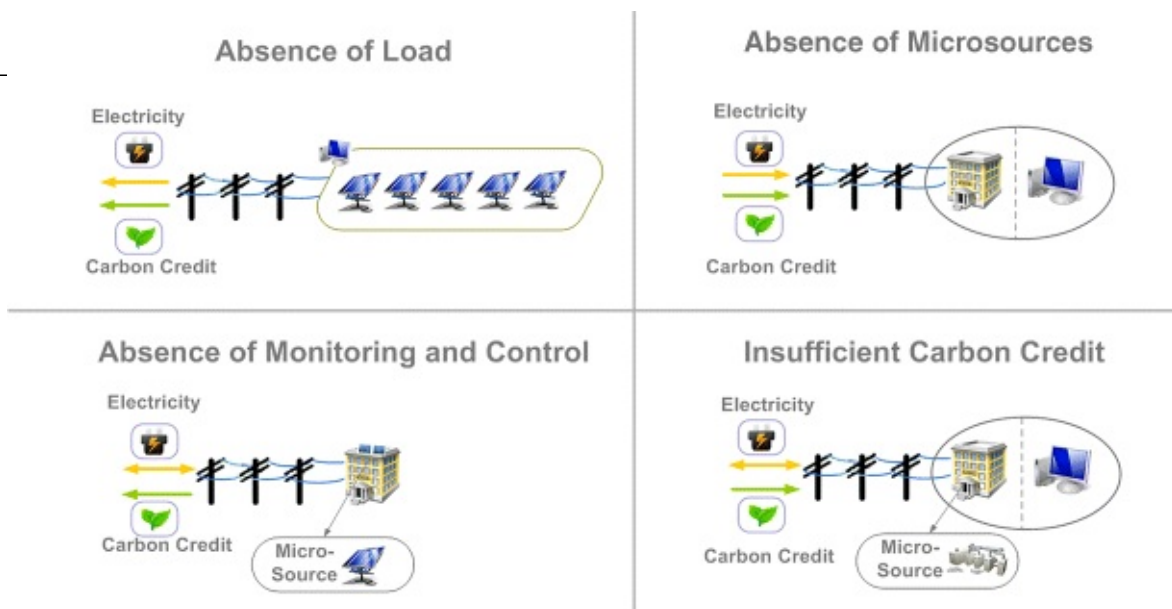 Absence of Load
Electricity
Carbon Credit
Absence of Microsources
Electricity
Carbon Credit
Absence of Monitoring and Control
Electricity
Carbon Credit
Micro-
Source
Insufficient Carbon Credit
Electricity
Carbon Credit
Micro-
Source